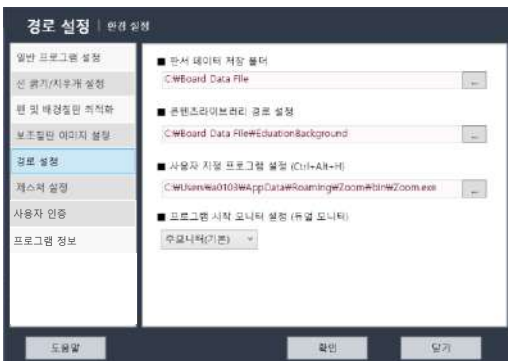 경로 설정 | 환경 설정
일반 프로그램 설정
선 굵기/지우개 설정
펜 및 배경칠판 최적화
보조칠판 이미지 설정
경로 설정
제스처 설정
사용자 인증
프로그램 정보
■ 판서 데이터 저장 폴더
C:₩Board Data File
...
■ 콘텐츠라이브러리 경로 설정
C:₩Board Data File₩EduationBackground
...
■ 사용자 지정 프로그램 설정 (Ctrl+Alt+H)
C:₩Users₩a0103₩AppData₩Roaming₩Zoom₩bin₩Zoom.exe
...
■ 프로그램 시작 모니터 설정 (듀얼 모니터)
주모니터(기본)
도움말
확인
닫기